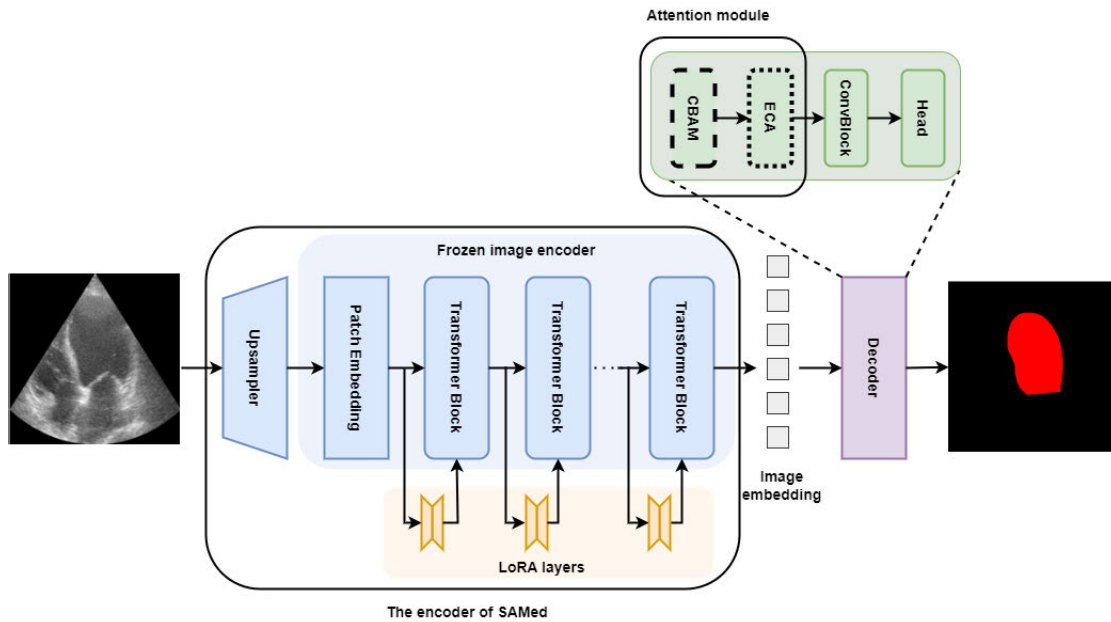 Attention module
CBAM
ECA
ConvBlock
Head
Frozen image encoder
Upsampler
Patch Embedding
Transformer Block
Transformer Block
Transformer Block
Decoder
Image
embedding
LoRA layers
The encoder of SAMed